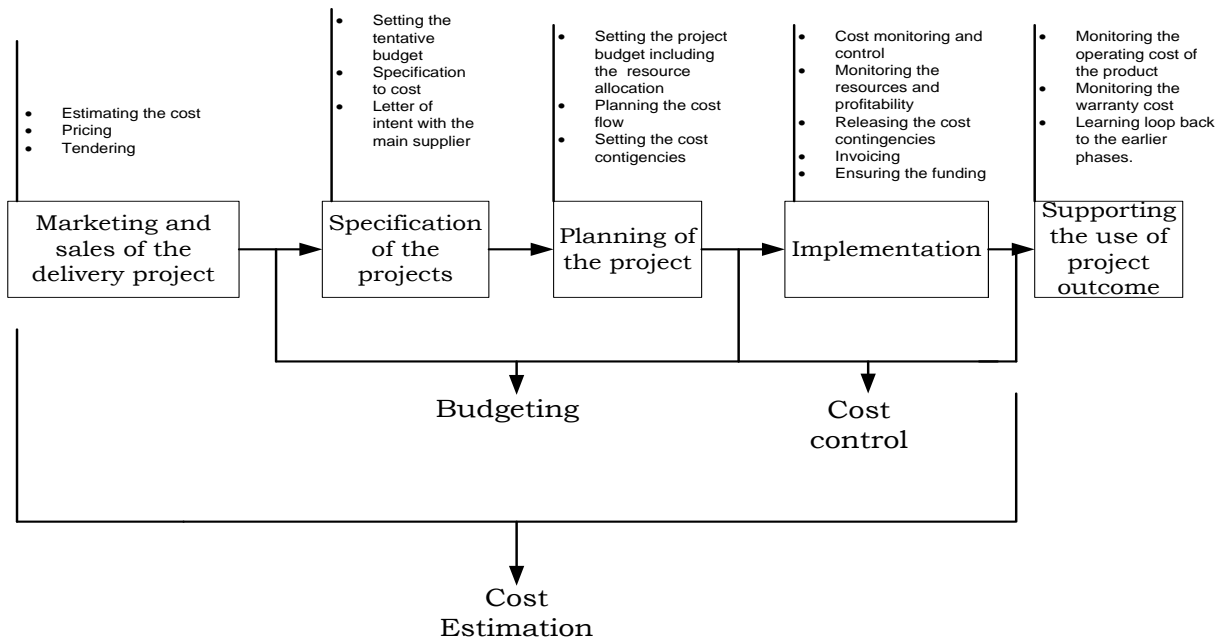 • Estimating the cost
• Pricing
• Tendering
Marketing and
sales of the
delivery project
• Setting the
tentative
budget
• Specification
to cost
• Letter of
intent with the
main supplier
Specification
of the
projects
• Setting the project
budget including
the resource
allocation
• Planning the cost
flow
• Setting the cost
contigencies
Planning of
the project
• Cost monitoring and
control
• Monitoring the
resources and
profitability
• Releasing the cost
contingencies
• Invoicing
• Ensuring the funding
Implementation
• Monitoring the
operating cost of
the product
• Monitoring the
warranty cost
• Learning loop back
to the earlier
phases.
Supporting
the use of
project
outcome
Budgeting
Cost
control
Cost
Estimation